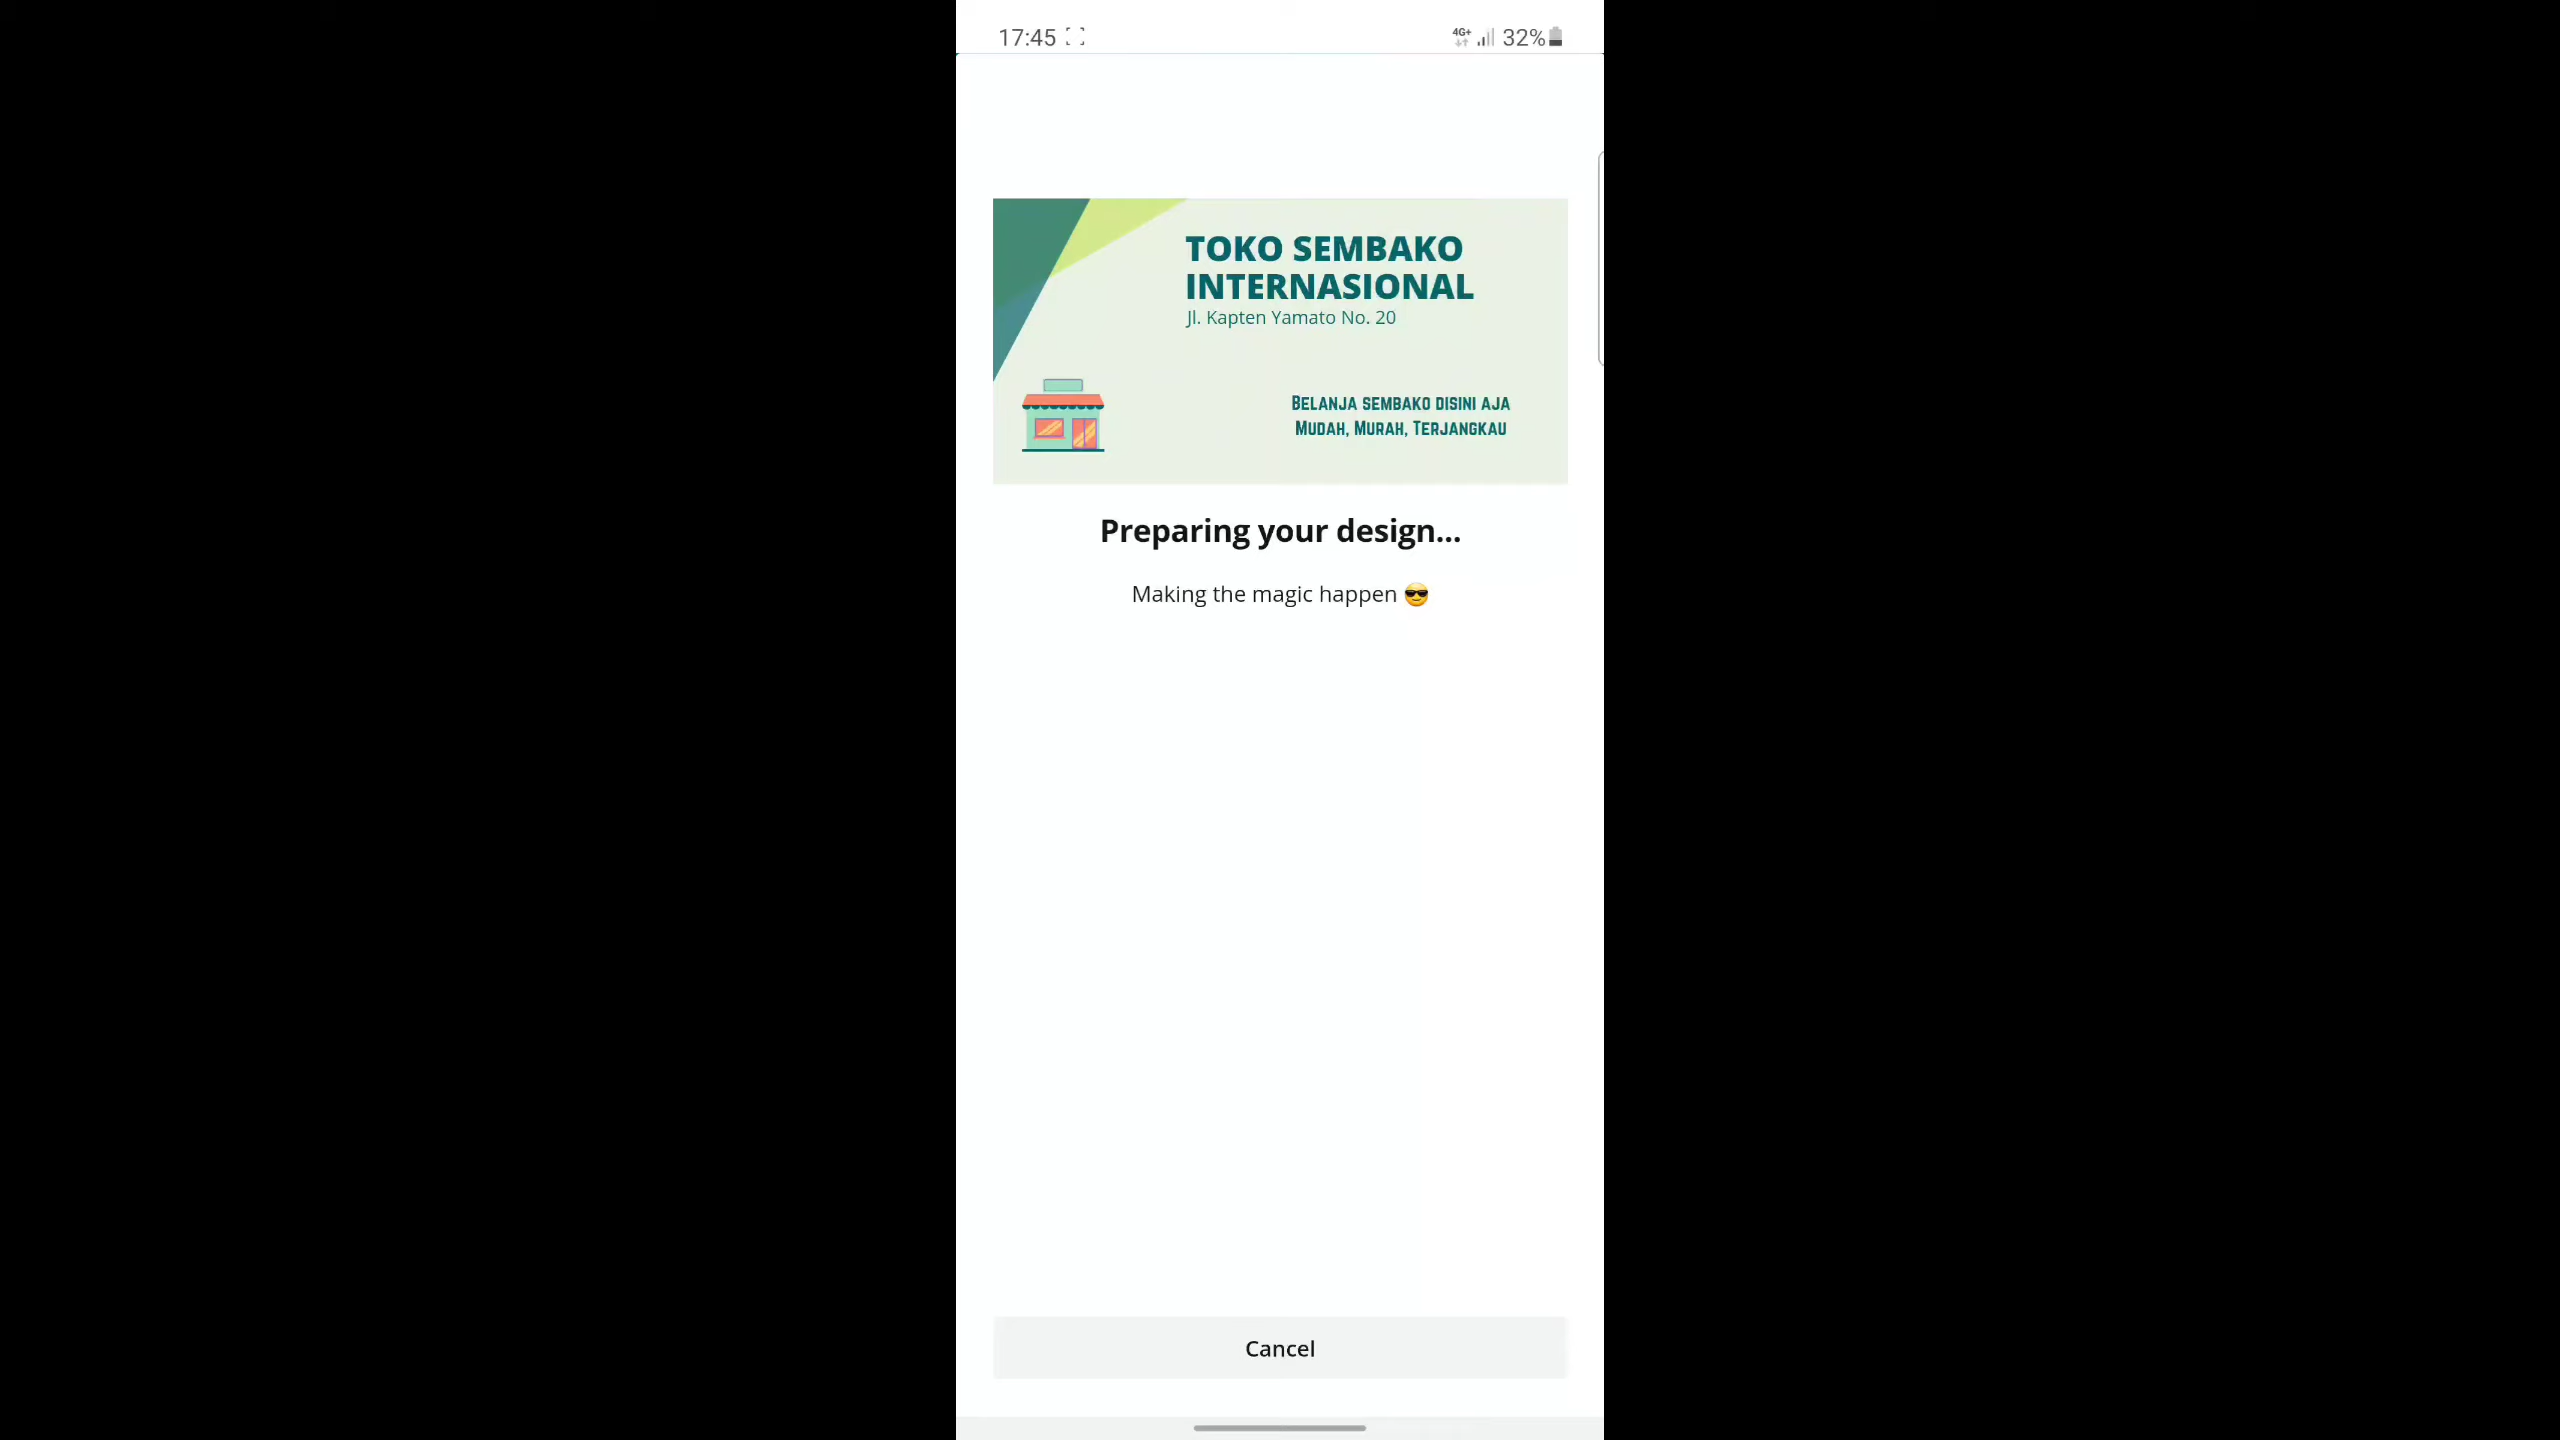 17:45
4G+ 32%
TOKO SEMBAKO
INTERNASIONAL
Jl. Kapten Yamato No. 20
BELANJA SEMBAKO DISINI AJA
MUDAH, MURAH, TERJANGKAU
Preparing your design...
Making the magic happen 😎
Cancel